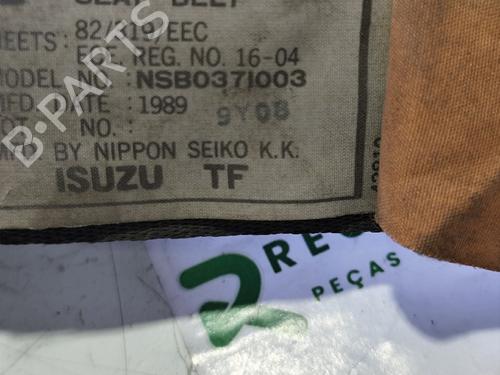 SEAT BELT
MEETS: 82/319/EEC
ECE. REG. NO. 16-04
MODEL NO.: NSB037I003
MFD. DATE : 1989 9Y08
LOT NO. :
MFD BY NIPPON SEIKO K.K.
ISUZU TF
B-PARTS
PEÇAS